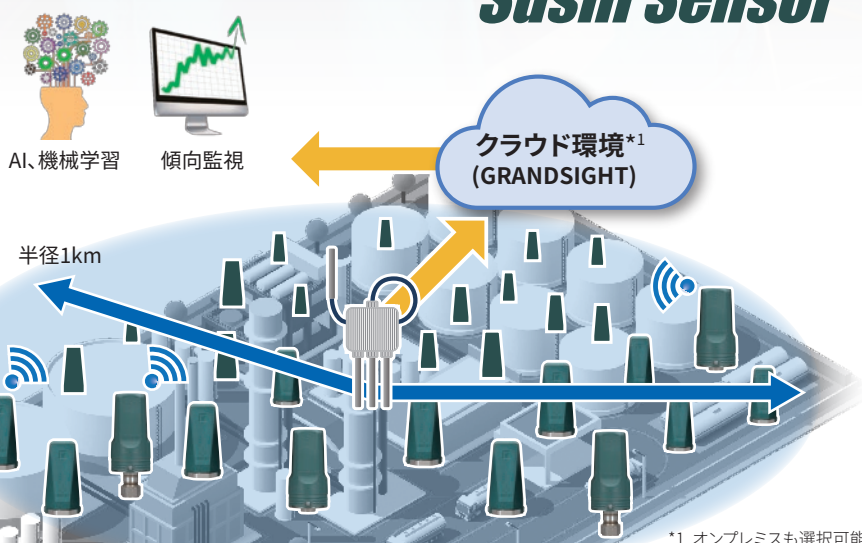 Sushi Sensor
AI、機械学習
傾向監視
クラウド環境*1
(GRANDSIGHT)
半径1km
*1 オンプレミスも選択可能